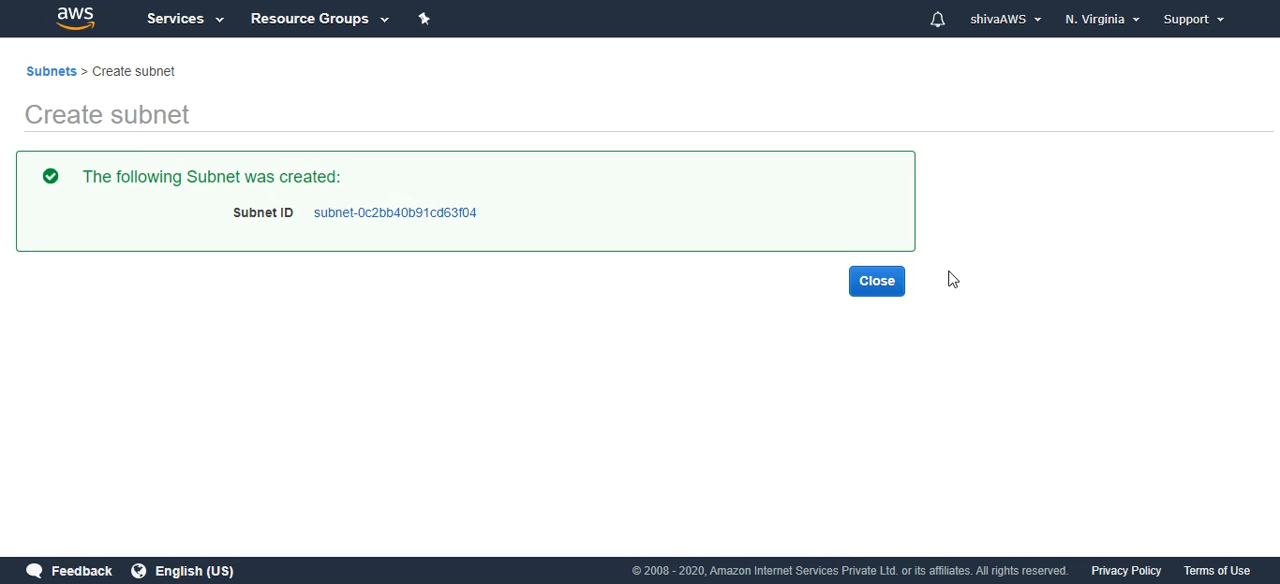 aws Services Resource Groups shivaAWS N. Virginia Support
Subnets > Create subnet
Create subnet
The following Subnet was created:
Subnet ID subnet-0c2bb40b91cd63f04
Close
Feedback English (US) © 2008 - 2020, Amazon Internet Services Private Ltd. or its affiliates. All rights reserved. Privacy Policy Terms of Use